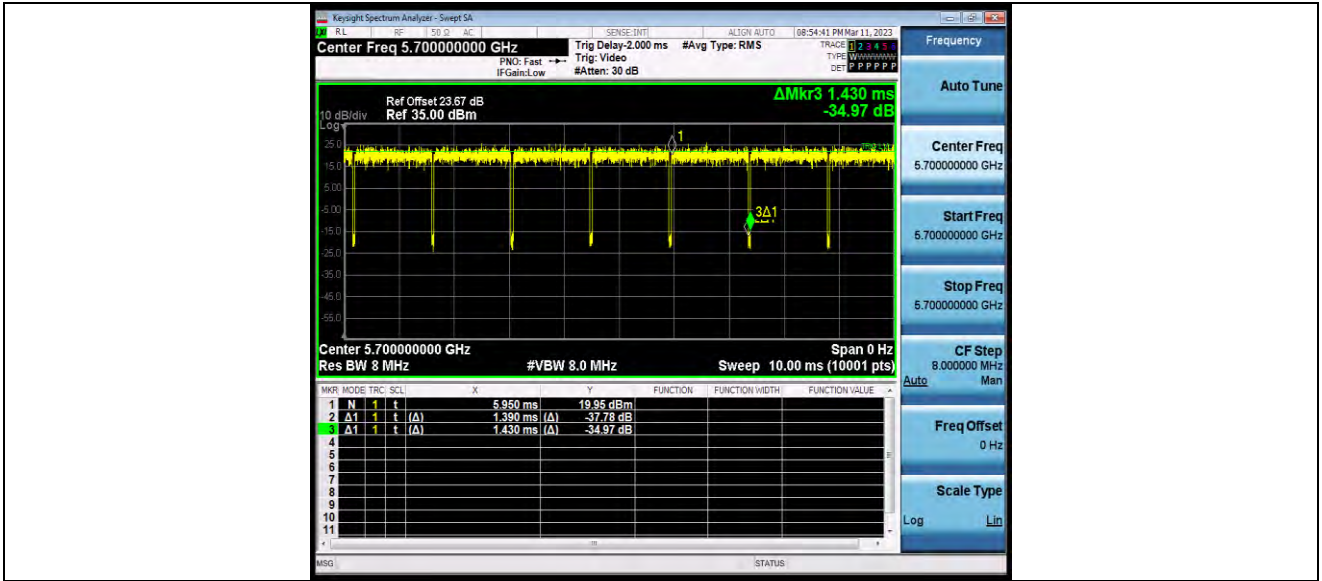 Keysight Spectrum Analyzer - Swept SA
RL RF 50 Ω AC SENSE:INT ALIGN AUTO 08:54:41 PM Mar 11, 2023
Center Freq 5.700000000 GHz
PNO: Fast
IFGain:Low
Trig Delay-2.000 ms
Trig: Video
#Atten: 30 dB
#Avg Type: RMS
TRACE 1 2 3 4 5 6
TYPE WWWWWW
DET P P P P P P
ΔMkr3 1.430 ms
-34.97 dB
Ref Offset 23.67 dB
10 dB/div Ref 35.00 dBm
Log
25.0
15.0
5.00
-5.00
-15.0
-25.0
-35.0
-45.0
-55.0
1
3Δ1
Center 5.700000000 GHz Span 0 Hz
Res BW 8 MHz #VBW 8.0 MHz Sweep 10.00 ms (10001 pts)
MKR MODE TRC SCL X Y FUNCTION FUNCTION WIDTH FUNCTION VALUE
1 N 1 t 5.950 ms 19.95 dBm
2 Δ1 1 t (Δ) 1.390 ms (Δ) -37.78 dB
3 Δ1 1 t (Δ) 1.430 ms (Δ) -34.97 dB
4
5
6
7
8
9
10
11
MSG STATUS
Frequency
Auto Tune
Center Freq
5.700000000 GHz
Start Freq
5.700000000 GHz
Stop Freq
5.700000000 GHz
CF Step
8.000000 MHz
Auto Man
Freq Offset
0 Hz
Scale Type
Log Lin